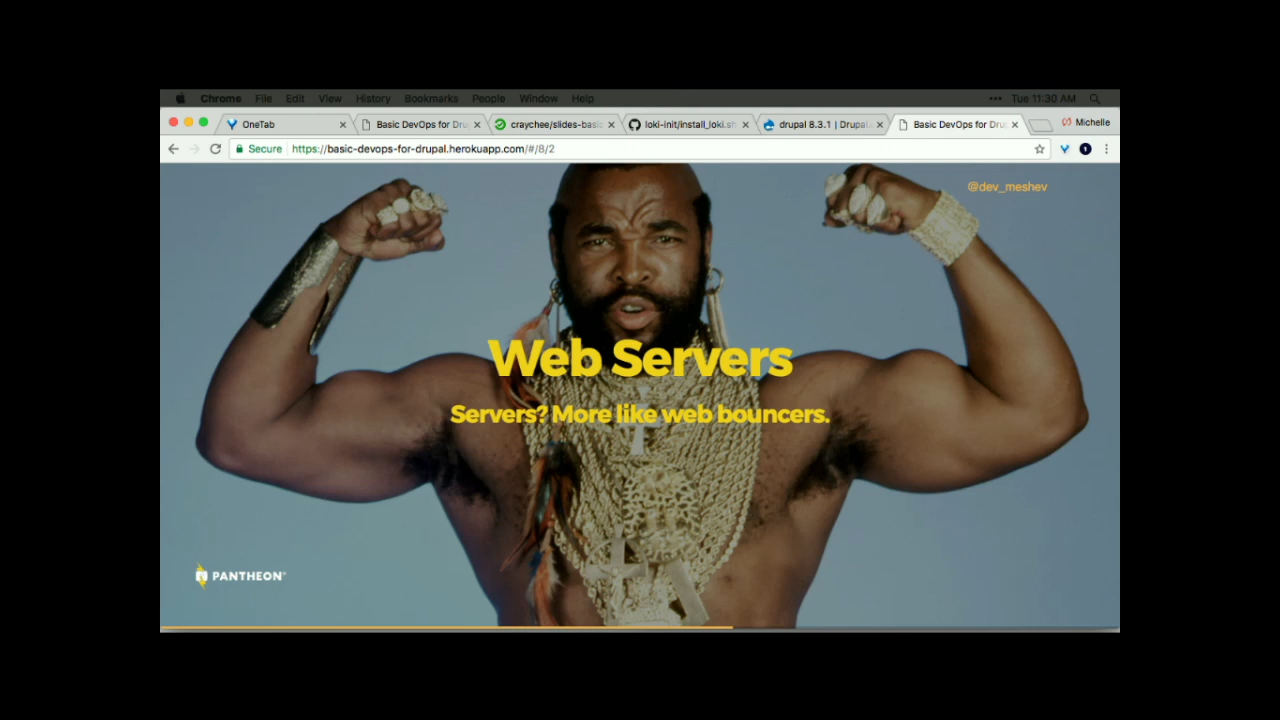 Chrome File Edit View History Bookmarks People Window Help
Tue 11:30 AM
OneTab
Basic DevOps for Dru
craychee/slides-basic
loki-init/install_loki.sh
drupal 8.3.1 | Drupal
Basic DevOps for Dru
Michelle
Secure
https://basic-devops-for-drupal.herokuapp.com/#/8/2
@dev_meshev
Web Servers
Servers? More like web bouncers.
PANTHEON